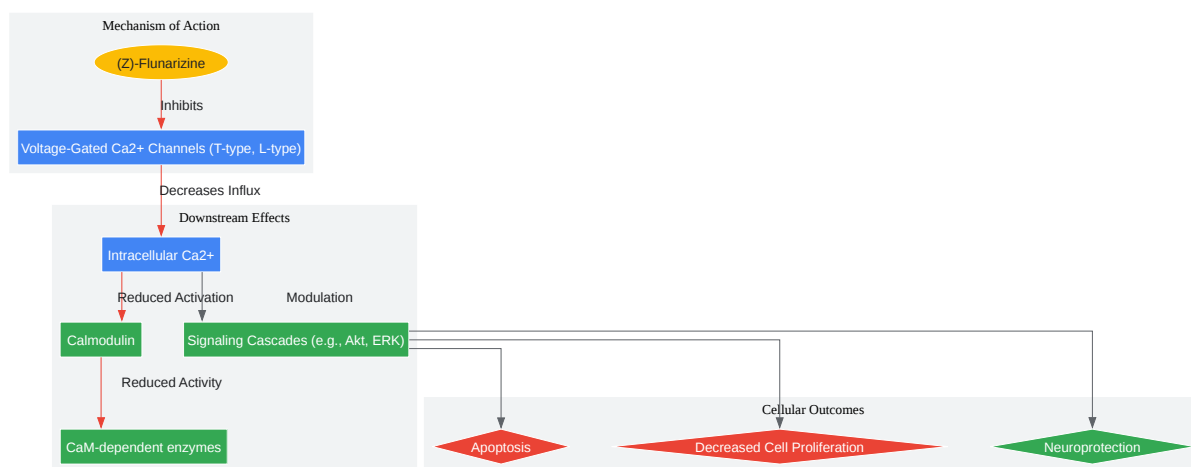 Mechanism of Action
(Z)-Flunarizine
Inhibits
Voltage-Gated Ca2+ Channels (T-type, L-type)
Decreases Influx
Downstream Effects
Intracellular Ca2+
Reduced Activation
Modulation
Calmodulin
Signaling Cascades (e.g., Akt, ERK)
Reduced Activity
CaM-dependent enzymes
Cellular Outcomes
Apoptosis
Decreased Cell Proliferation
Neuroprotection